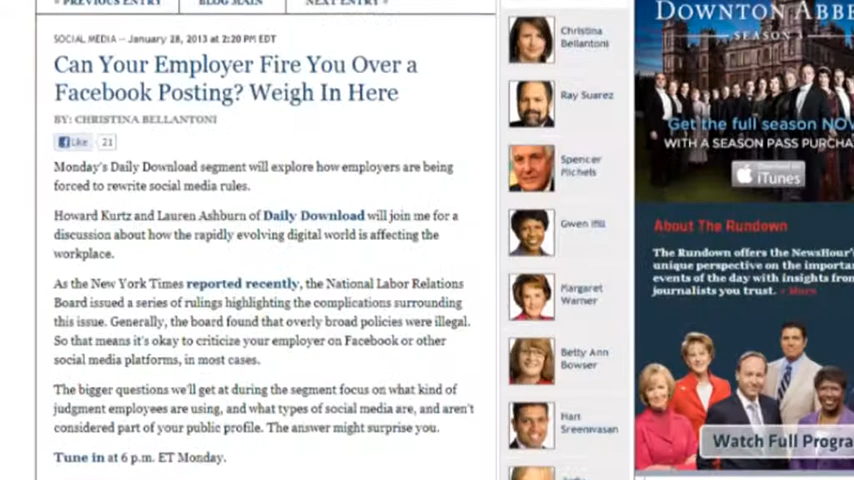 « PREVIOUS ENTRY
BLOG MAIN
NEXT ENTRY »
SOCIAL MEDIA -- January 28, 2013 at 2:20 PM EDT
Can Your Employer Fire You Over a
Facebook Posting? Weigh In Here
BY: CHRISTINA BELLANTONI
Like 21
Monday's Daily Download segment will explore how employers are being
forced to rewrite social media rules.
Howard Kurtz and Lauren Ashburn of Daily Download will join me for a
discussion about how the rapidly evolving digital world is affecting the
workplace.
As the New York Times reported recently, the National Labor Relations
Board issued a series of rulings highlighting the complications surrounding
this issue. Generally, the board found that overly broad policies were illegal.
So that means it's okay to criticize your employer on Facebook or other
social media platforms, in most cases.
The bigger questions we'll get at during the segment focus on what kind of
judgment employees are using, and what types of social media are, and aren't
considered part of your public profile. The answer might surprise you.
Tune in at 6 p.m. ET Monday.
Christina
Bellantoni
Ray Suarez
Spencer
Michels
Gwen Ifill
Margaret
Warner
Betty Ann
Bowser
Hari
Sreenivasan
Judy
DOWNTON ABBE
SEASON 3
Get the full season NOW
WITH A SEASON PASS PURCHA
iTunes
About The Rundown
The Rundown offers the NewsHour's
unique perspective on the importan
events of the day with insights from
journalists you trust. » More
Watch Full Progra